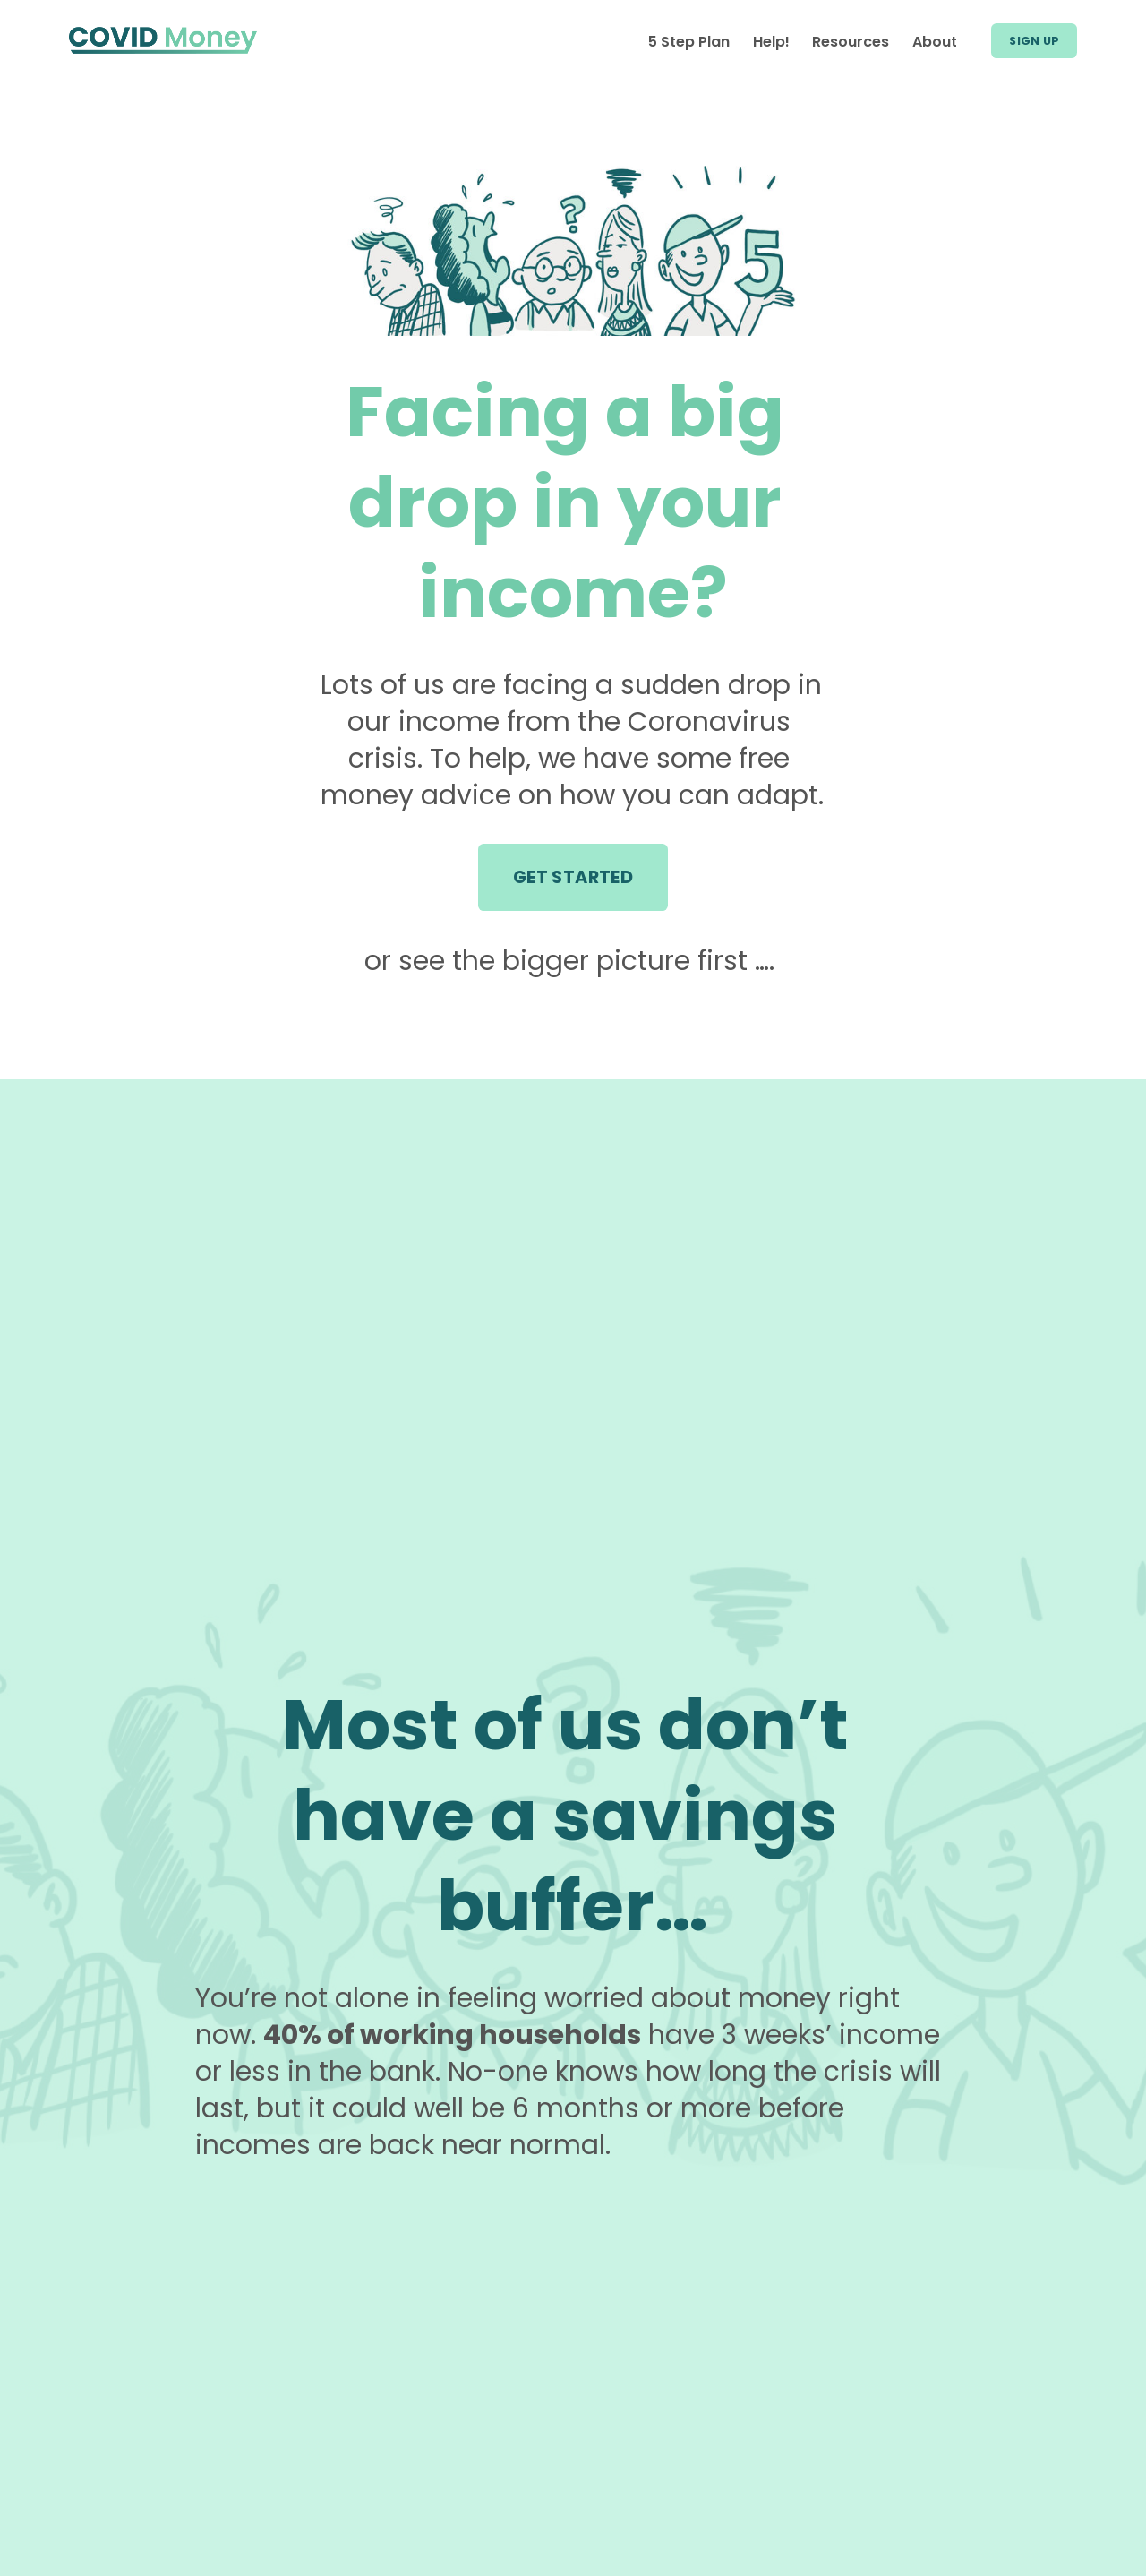 COVID Money
5 Step Plan
Help!
Resources
About
SIGN UP
?
5
Facing a big
drop in your
income?
Lots of us are facing a sudden drop in
our income from the Coronavirus
crisis. To help, we have some free
money advice on how you can adapt.
GET STARTED
or see the bigger picture first ....
Most of us don’t
have a savings
buffer...
You’re not alone in feeling worried about money right
now. 40% of working households have 3 weeks’ income
or less in the bank. No-one knows how long the crisis will
last, but it could well be 6 months or more before
incomes are back near normal.